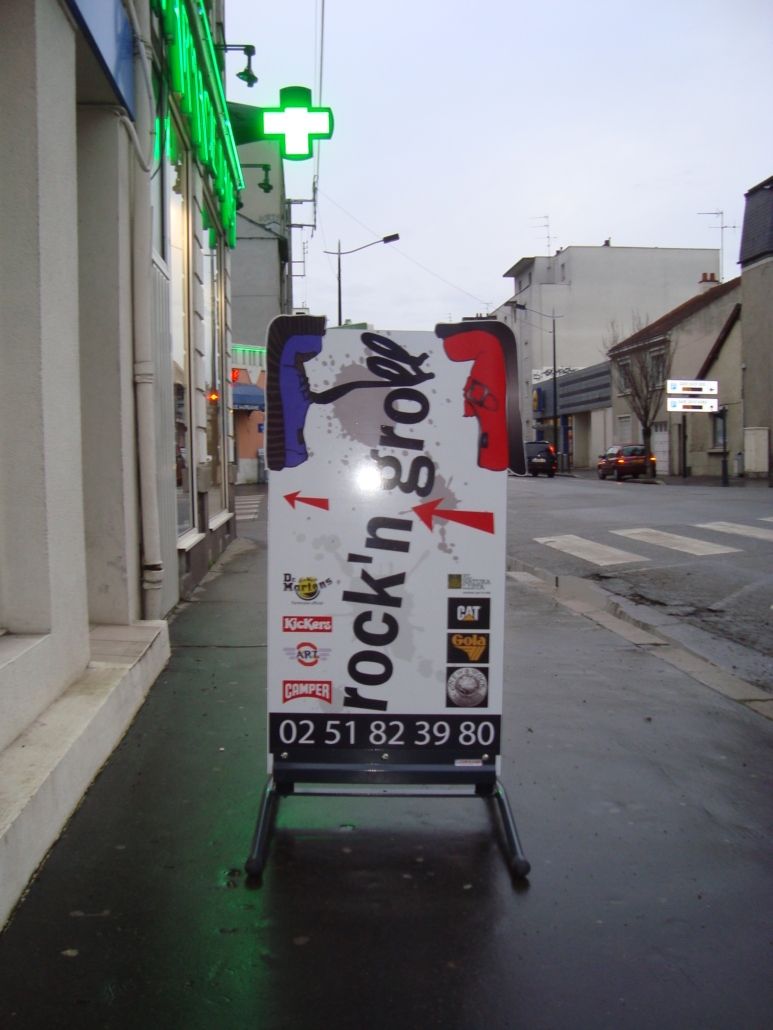 rock'n groll
Dr. Martens
KicKers
ART
CAMPER
CAT
Gola
02 51 82 39 80